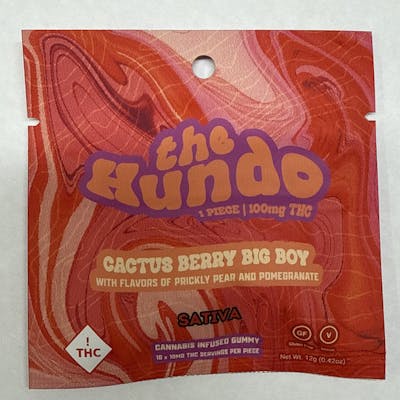 the
Hundo
1 PIECE | 100mg THC
CACTUS BERRY BIG BOY
WITH FLAVORS OF PRICKLY PEAR AND POMEGRANATE
SATIVA
CANNABIS INFUSED GUMMY
10 x 10MG THC SERVINGS PER PIECE
!
THC
GF
V
Net Wt. 12g (0.42oz)